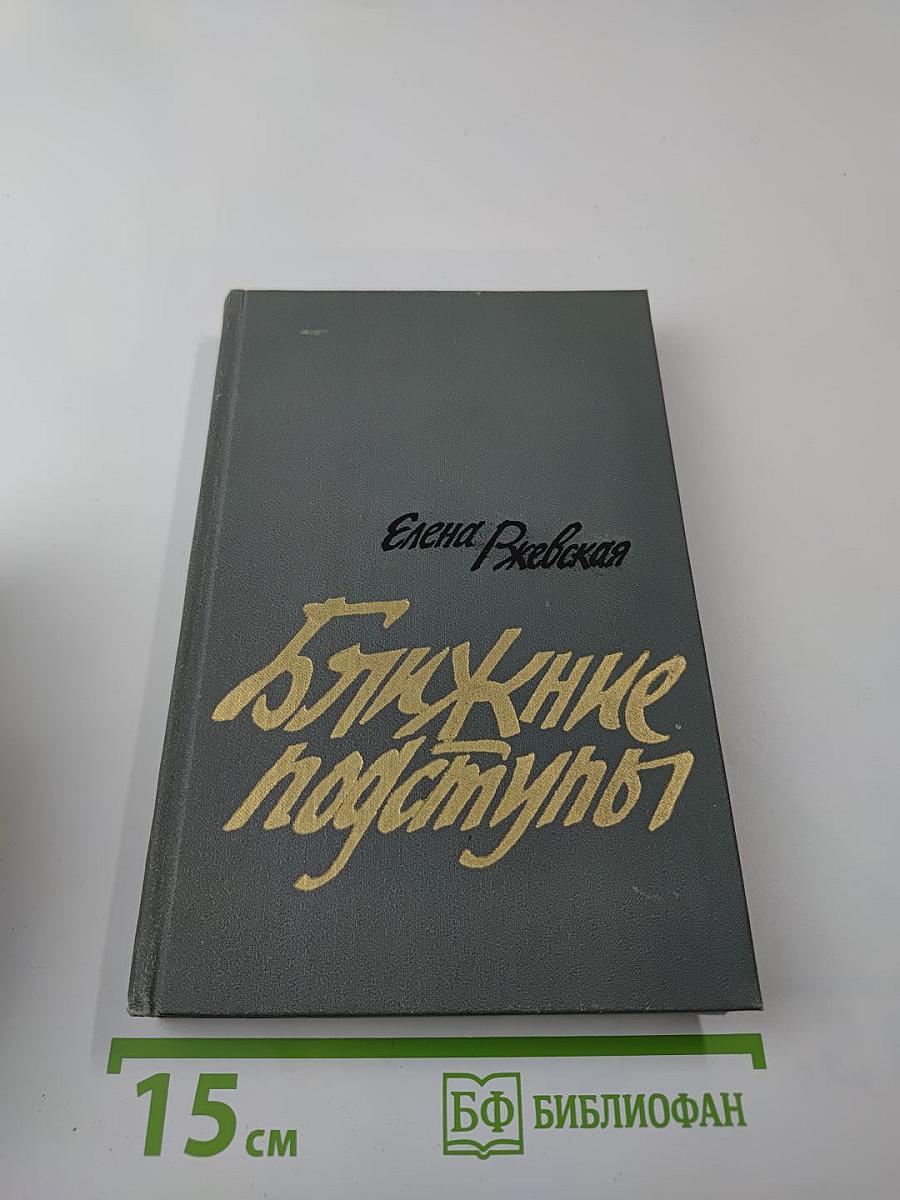 Елена Ржевская
Ближние
подступы
15 см
БФ БИБЛИОФАН